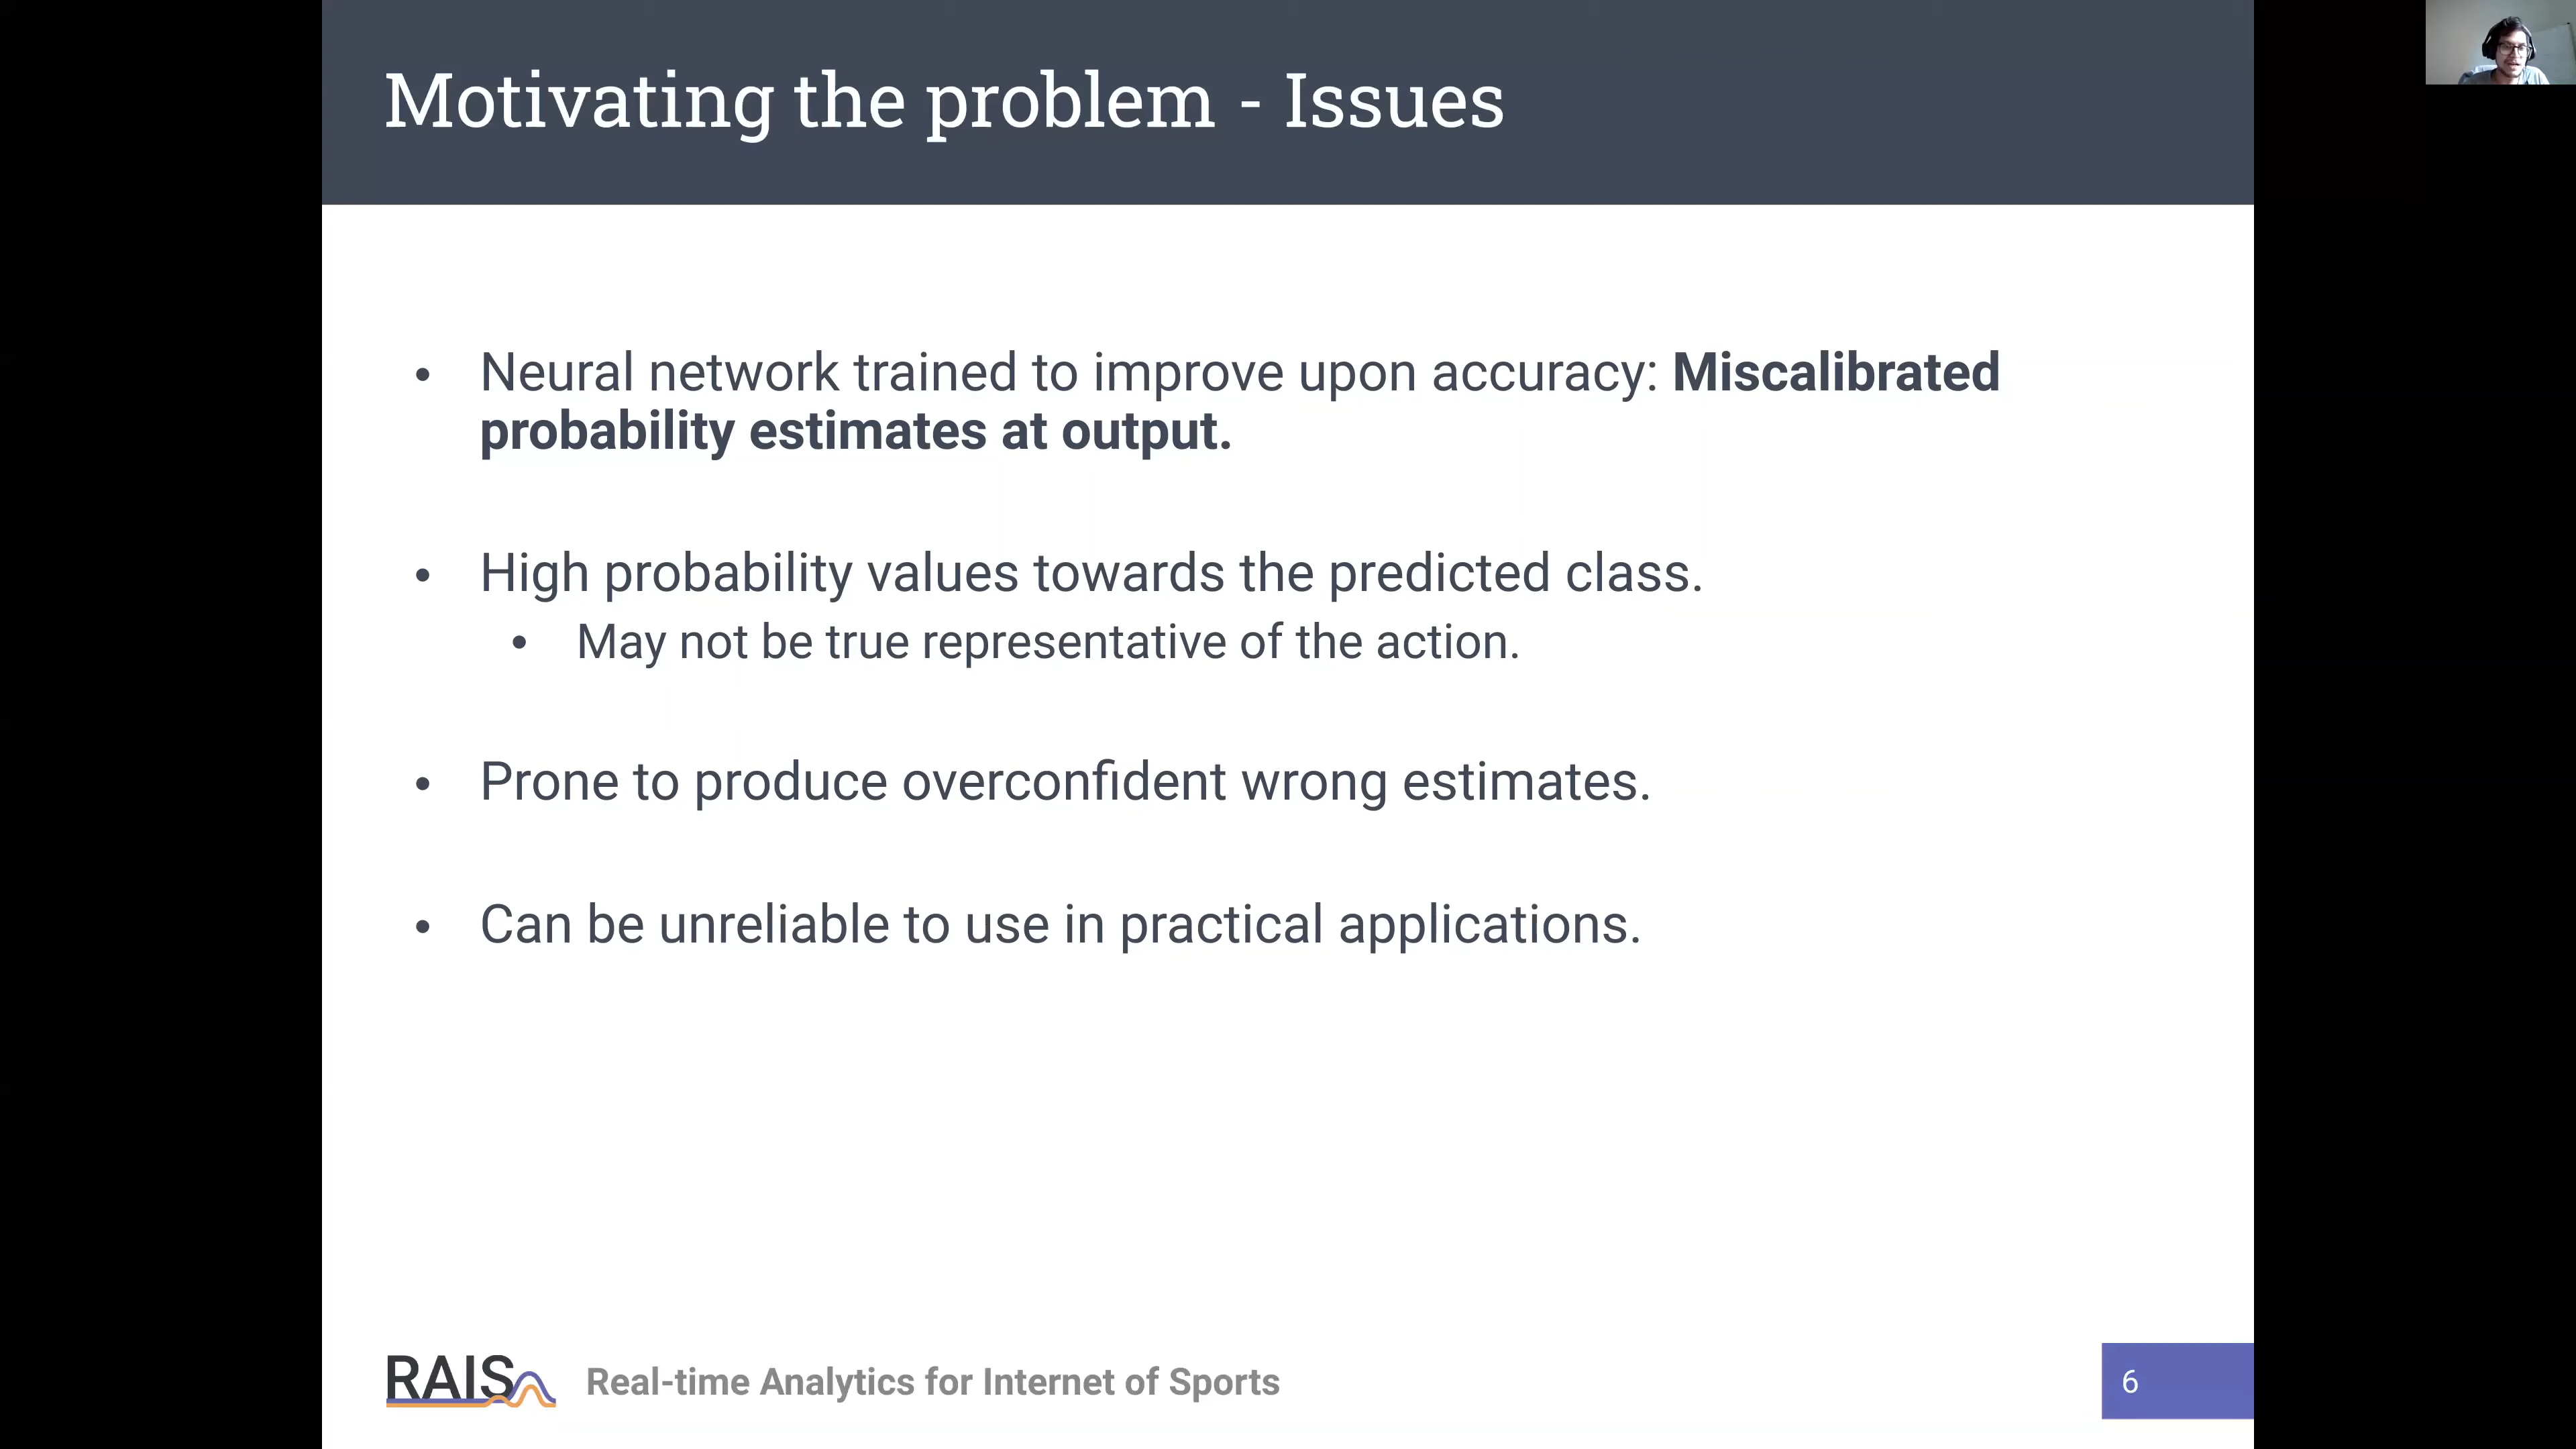 Motivating the problem - Issues
• Neural network trained to improve upon accuracy: Miscalibrated
probability estimates at output.
• High probability values towards the predicted class.
• May not be true representative of the action.
• Prone to produce overconfident wrong estimates.
• Can be unreliable to use in practical applications.
RAIS Real-time Analytics for Internet of Sports
6